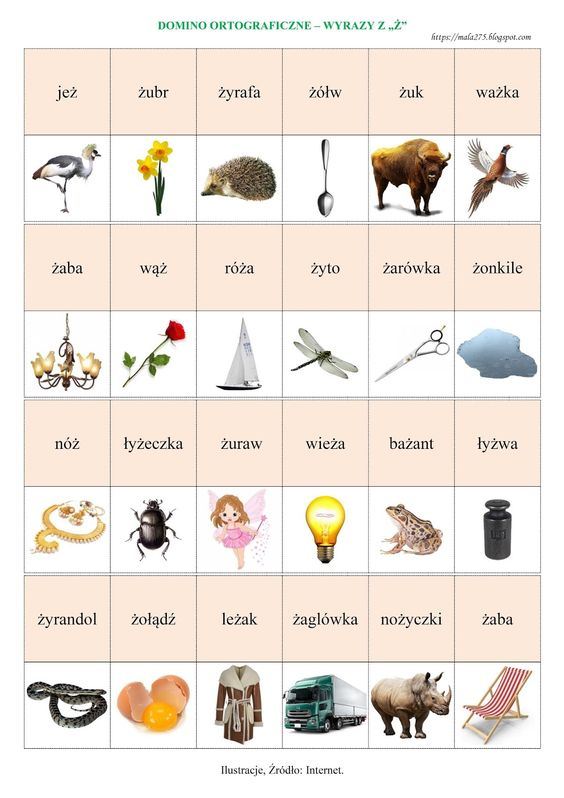 DOMINO ORTOGRAFICZNE – WYRAZY Z „Ż”
https://mala275.blogspot.com
jeż żubr żyrafa żółw żuk ważka
żaba wąż róża żyto żarówka żonkile
nóż łyżeczka żuraw wieża bażant łyżwa
żyrandol żołądź leżak żaglówka nożyczki żaba
Ilustracje, Źródło: Internet.